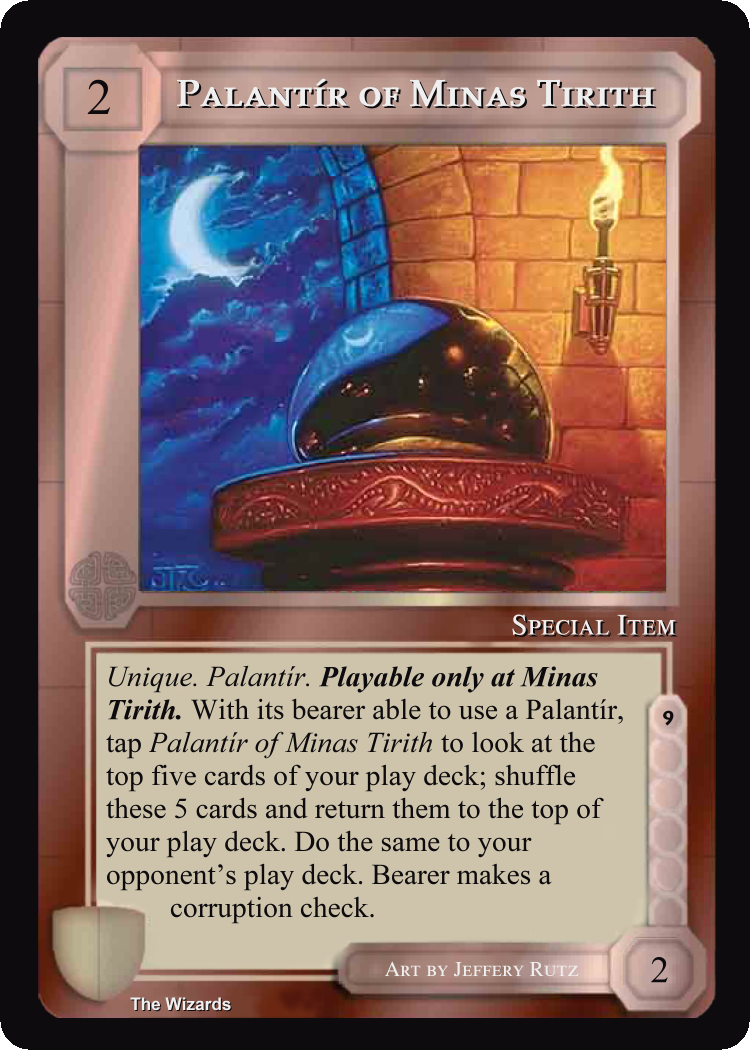 2
Palantír of Minas Tirith
J.R.
Special Item
Unique. Palantír. Playable only at Minas
Tirith. With its bearer able to use a Palantír,
tap Palantír of Minas Tirith to look at the
top five cards of your play deck; shuffle
these 5 cards and return them to the top of
your play deck. Do the same to your
opponent’s play deck. Bearer makes a
corruption check.
9
Art by Jeffery Rutz
2
The Wizards